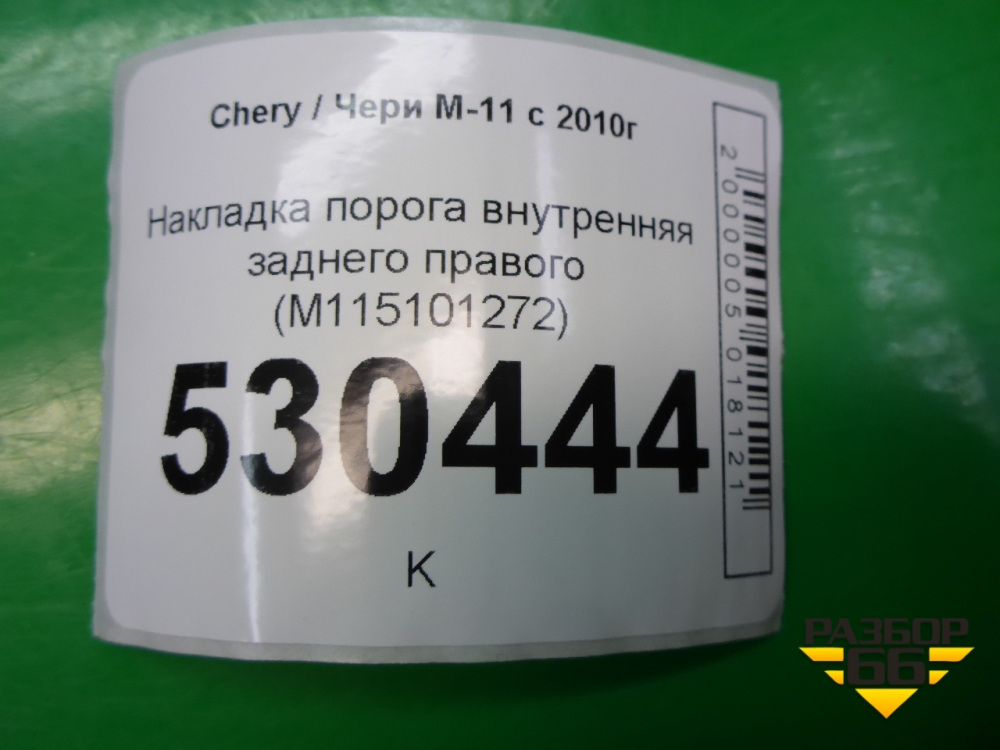 Chery / Чери М-11 с 2010г
Накладка порога внутренняя
заднего правого
(M115101272)
530444
К
2000005018121
РАЗБОР
66